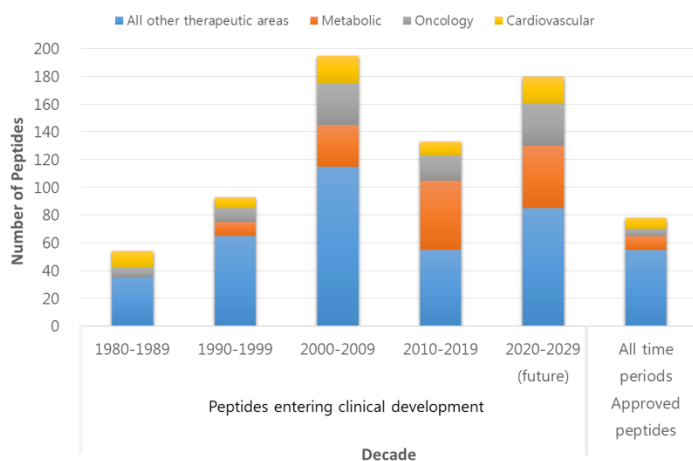 All other therapeutic areas Metabolic Oncology Cardiovascular
200
180
160
140
120
100
80
60
40
20
0
Number of Peptides
1980-1989 1990-1999 2000-2009 2010-2019 2020-2029 All time
(future) periods
Peptides entering clinical development Approved
peptides
Decade